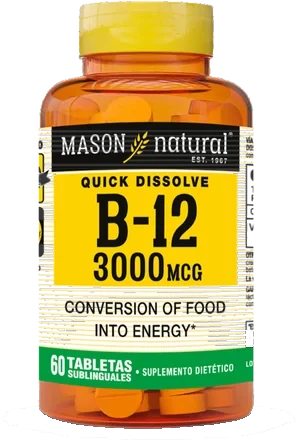 MASON natural®
EST. 1967
QUICK DISSOLVE
B-12
3000 MCG
CONVERSION OF FOOD
INTO ENERGY*
60 TABLETAS
SUBLINGUALES
• SUPLEMENTO DIETÉTICO •